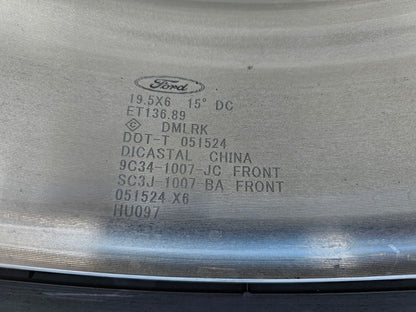 Ford
19.5X6 15° DC
ET136.89
C DMLRK
DOT-T 051524
DICASTAL CHINA
9C34-1007-JC FRONT
SC3J-1007 BA FRONT
051524 X6
HU097